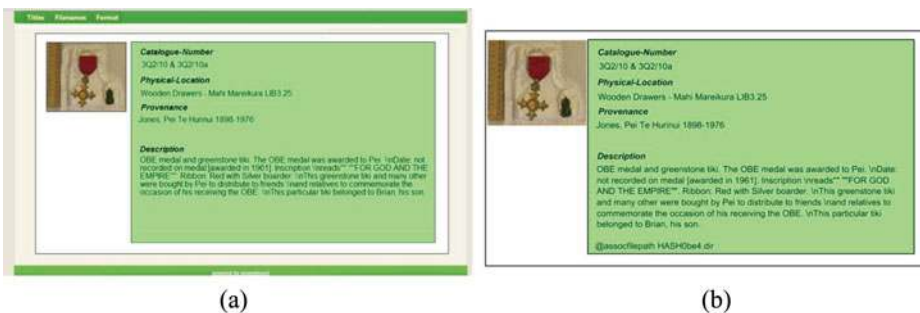 Titles Filenames Format
Catalogue-Number
3Q2/10 & 3Q2/10a
Physical-Location
Wooden Drawers - Mahi Mareikura LIB3.25
Provenance
Jones, Pei Te Hurinui 1898-1976
Description
OBE medal and greenstone tiki. The OBE medal was awarded to Pei. \nDate: not
recorded on medal [awarded in 1961]. Inscription \nreads"" ""FOR GOD AND THE
EMPIRE"". Ribbon: Red with Silver boarder. \nThis greenstone tiki and many other
were bought by Pei to distribute to friends \nand relatives to commemorate the
occasion of his receiving the OBE. \nThis particular tiki belonged to Brian, his son.
(a)
Catalogue-Number
3Q2/10 & 3Q2/10a
Physical-Location
Wooden Drawers - Mahi Mareikura LIB3.25
Provenance
Jones, Pei Te Hurinui 1898-1976
Description
OBE medal and greenstone tiki. The OBE medal was awarded to Pei. \nDate:
not recorded on medal [awarded in 1961]. Inscription \nreads"" ""FOR GOD
AND THE EMPIRE"". Ribbon: Red with Silver boarder. \nThis greenstone tiki
and many other were bought by Pei to distribute to friends \nand relatives to
commemorate the occasion of his receiving the OBE. \nThis particular tiki
belonged to Brian, his son.
@assocfilepath HASH0be4.dir
(b)